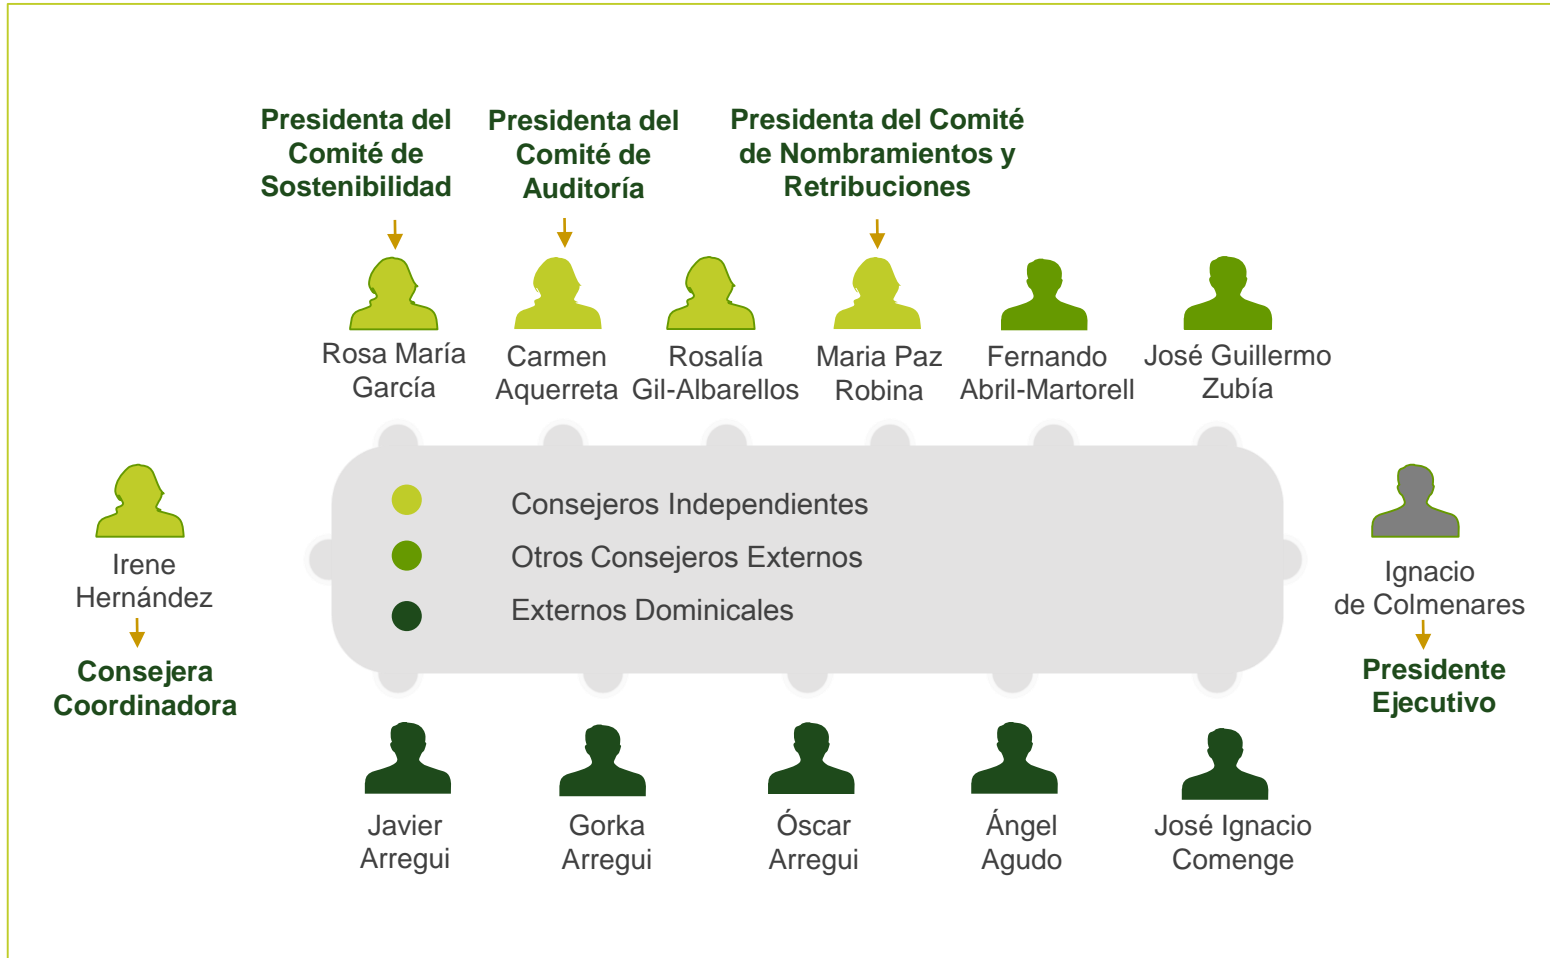 Presidenta del
Comité de
Sostenibilidad
Presidenta del
Comité de
Auditoría
Presidenta del Comité
de Nombramientos y
Retribuciones
Rosa María
García
Carmen
Aquerreta
Rosalía
Gil-Albarellos
Maria Paz
Robina
Fernando
Abril-Martorell
José Guillermo
Zubía
Irene
Hernández
Consejera
Coordinadora
Consejeros Independientes
Otros Consejeros Externos
Externos Dominicales
Ignacio
de Colmenares
Presidente
Ejecutivo
Javier
Arregui
Gorka
Arregui
Óscar
Arregui
Ángel
Agudo
José Ignacio
Comenge